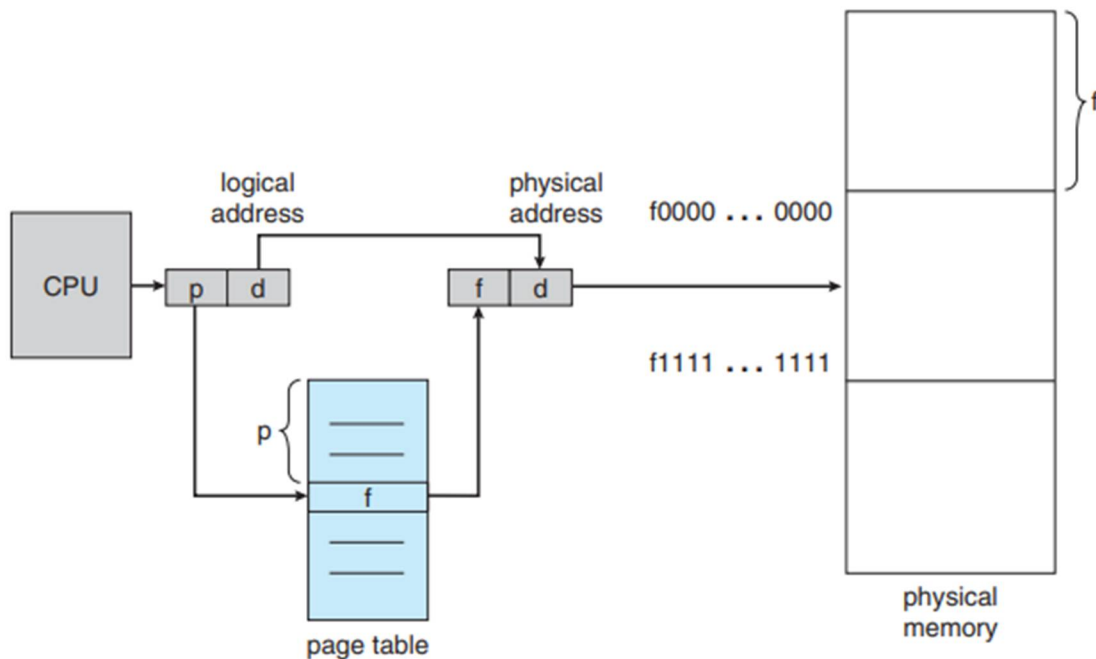 f
logical
address
physical
address
f0000 ... 0000
CPU
p
d
f
d
f1111 ... 1111
p
f
page table
physical
memory